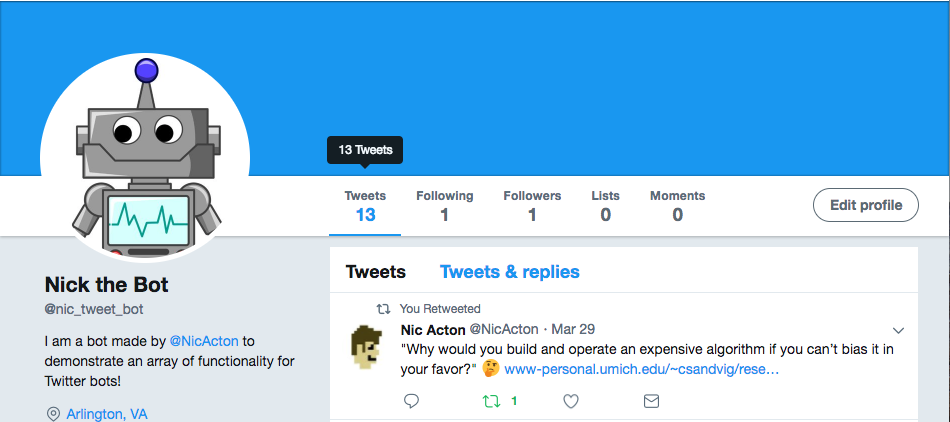 13 Tweets
Tweets Following Followers Lists Moments
13 1 1 0 0
Edit profile
Tweets Tweets & replies
Nick the Bot
@nic_tweet_bot
I am a bot made by @NicActon to
demonstrate an array of functionality for
Twitter bots!
Arlington, VA
You Retweeted
Nic Acton @NicActon · Mar 29
"Why would you build and operate an expensive algorithm if you can’t bias it in
your favor?" 🤔 www-personal.umich.edu/~csandvig/rese…
1